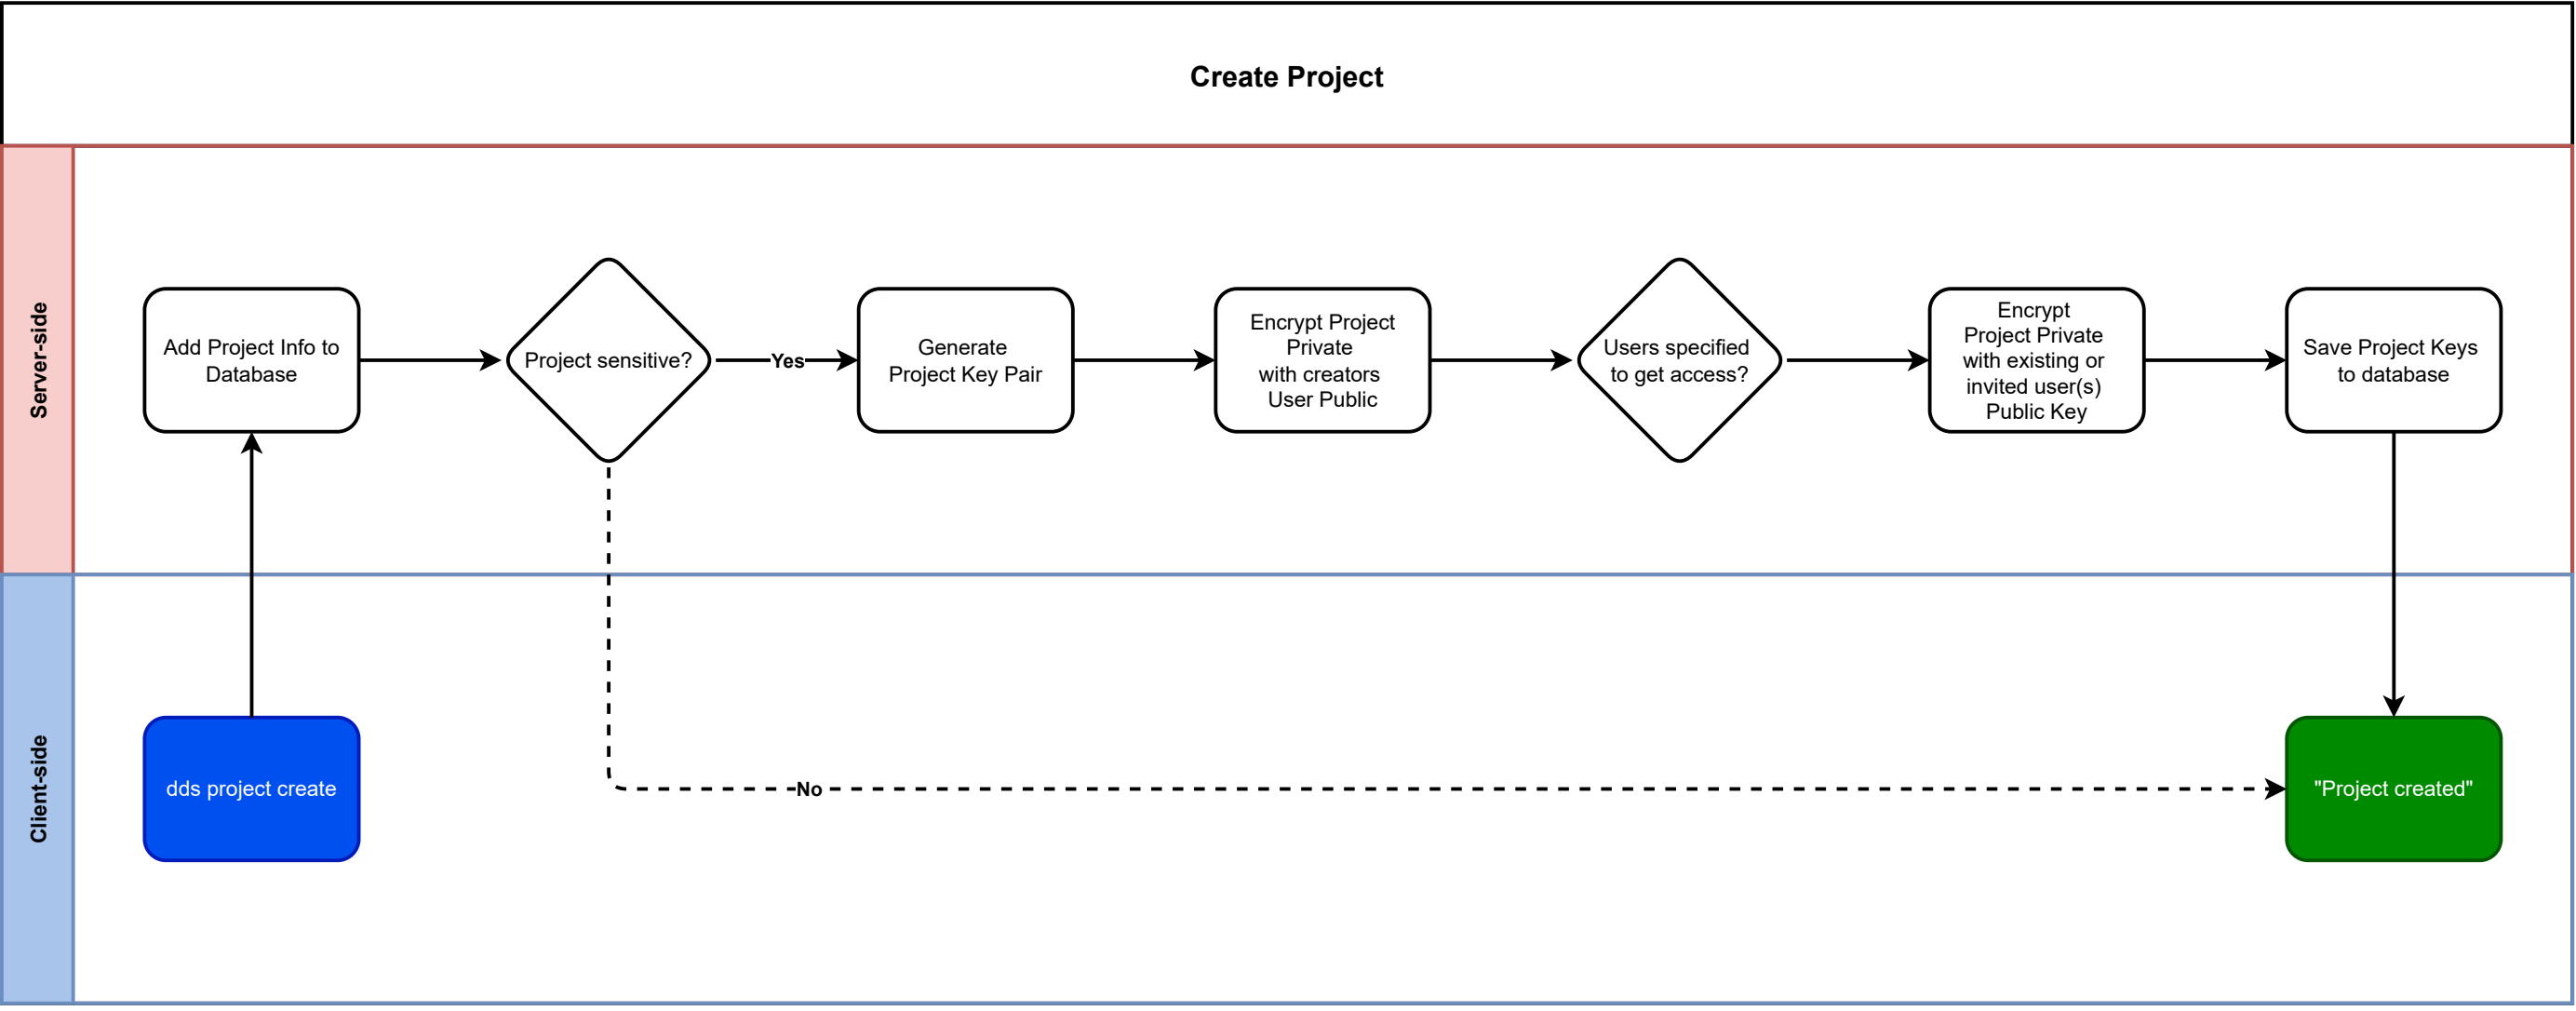 Create Project
Server-side
Add Project Info to
Database
Project sensitive?
Yes
Generate
Project Key Pair
Encrypt Project
Private
with creators
User Public
Users specified
to get access?
Encrypt
Project Private
with existing or
invited user(s)
Public Key
Save Project Keys
to database
Client-side
dds project create
No
"Project created"